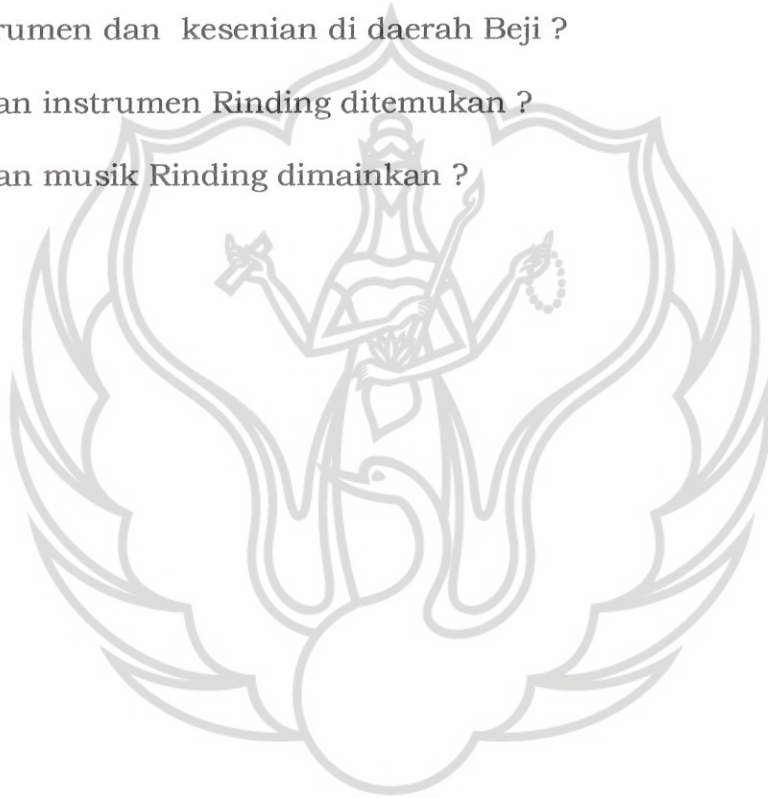 rumen dan kesenian di daerah Beji ?
an instrumen Rinding ditemukan ?
an musik Rinding dimainkan ?